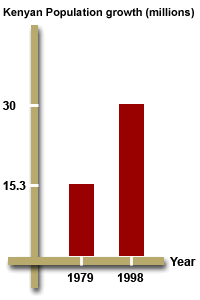 Kenyan Population growth (millions)
30
15.3
Year
1979 1998